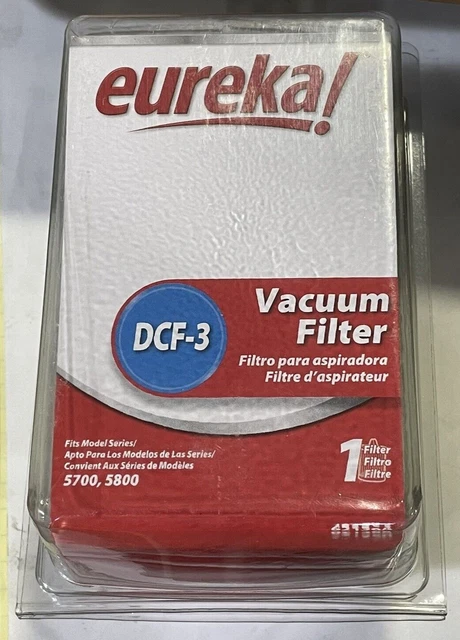 eureka!
DCF-3
Vacuum
Filter
Filtro para aspiradora
Filtre d'aspirateur
Fits Model Series/
Apto Para Los Modelos de Las Series/
Convient Aux Séries de Modèles
5700, 5800
1 Filter
Filtro
Filtre